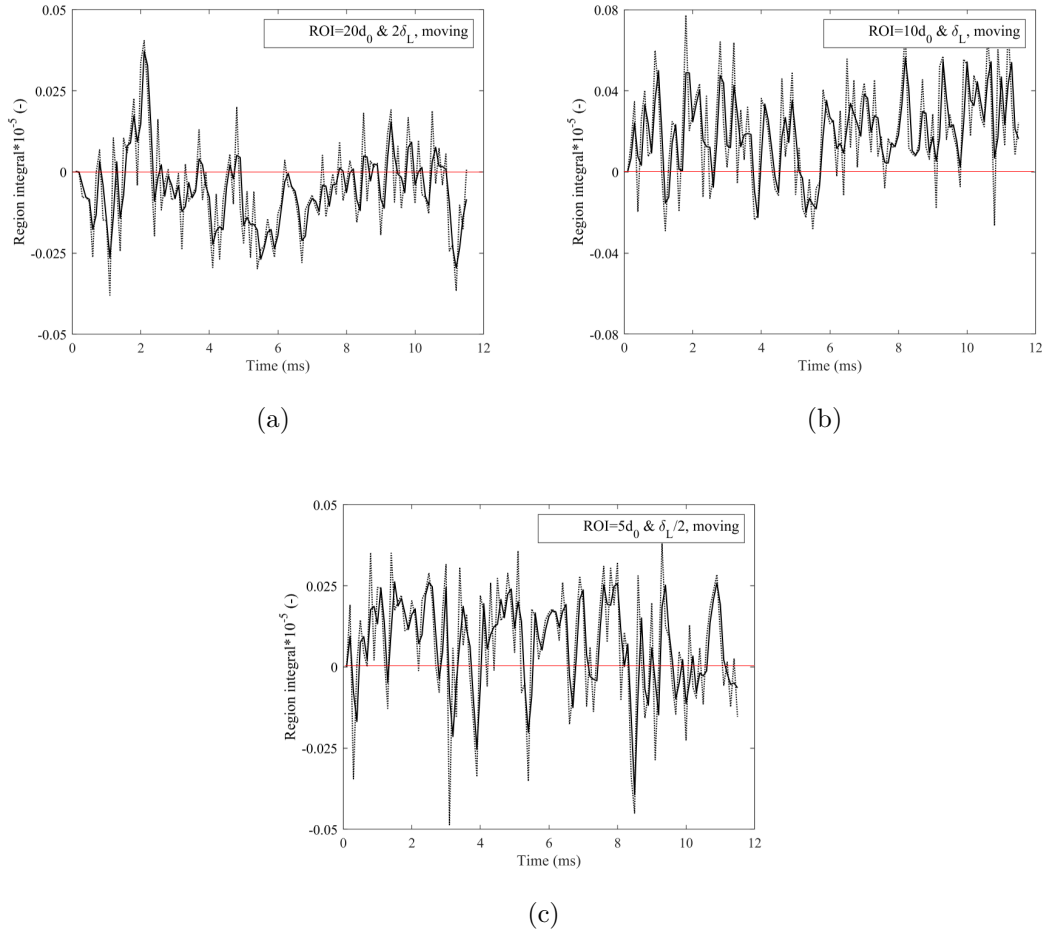 ROI=20d0 & 2δL, moving
0.05
0.025
0
-0.025
-0.05
Region integral*10-5 (-)
0 2 4 6 8 10 12
Time (ms)
(a)
ROI=10d0 & δL, moving
0.08
0.04
0
-0.04
-0.08
Region integral*10-5 (-)
0 2 4 6 8 10 12
Time (ms)
(b)
ROI=5d0 & δL/2, moving
0.05
0.025
0
-0.025
-0.05
Region integral*10-5 (-)
0 2 4 6 8 10 12
Time (ms)
(c)